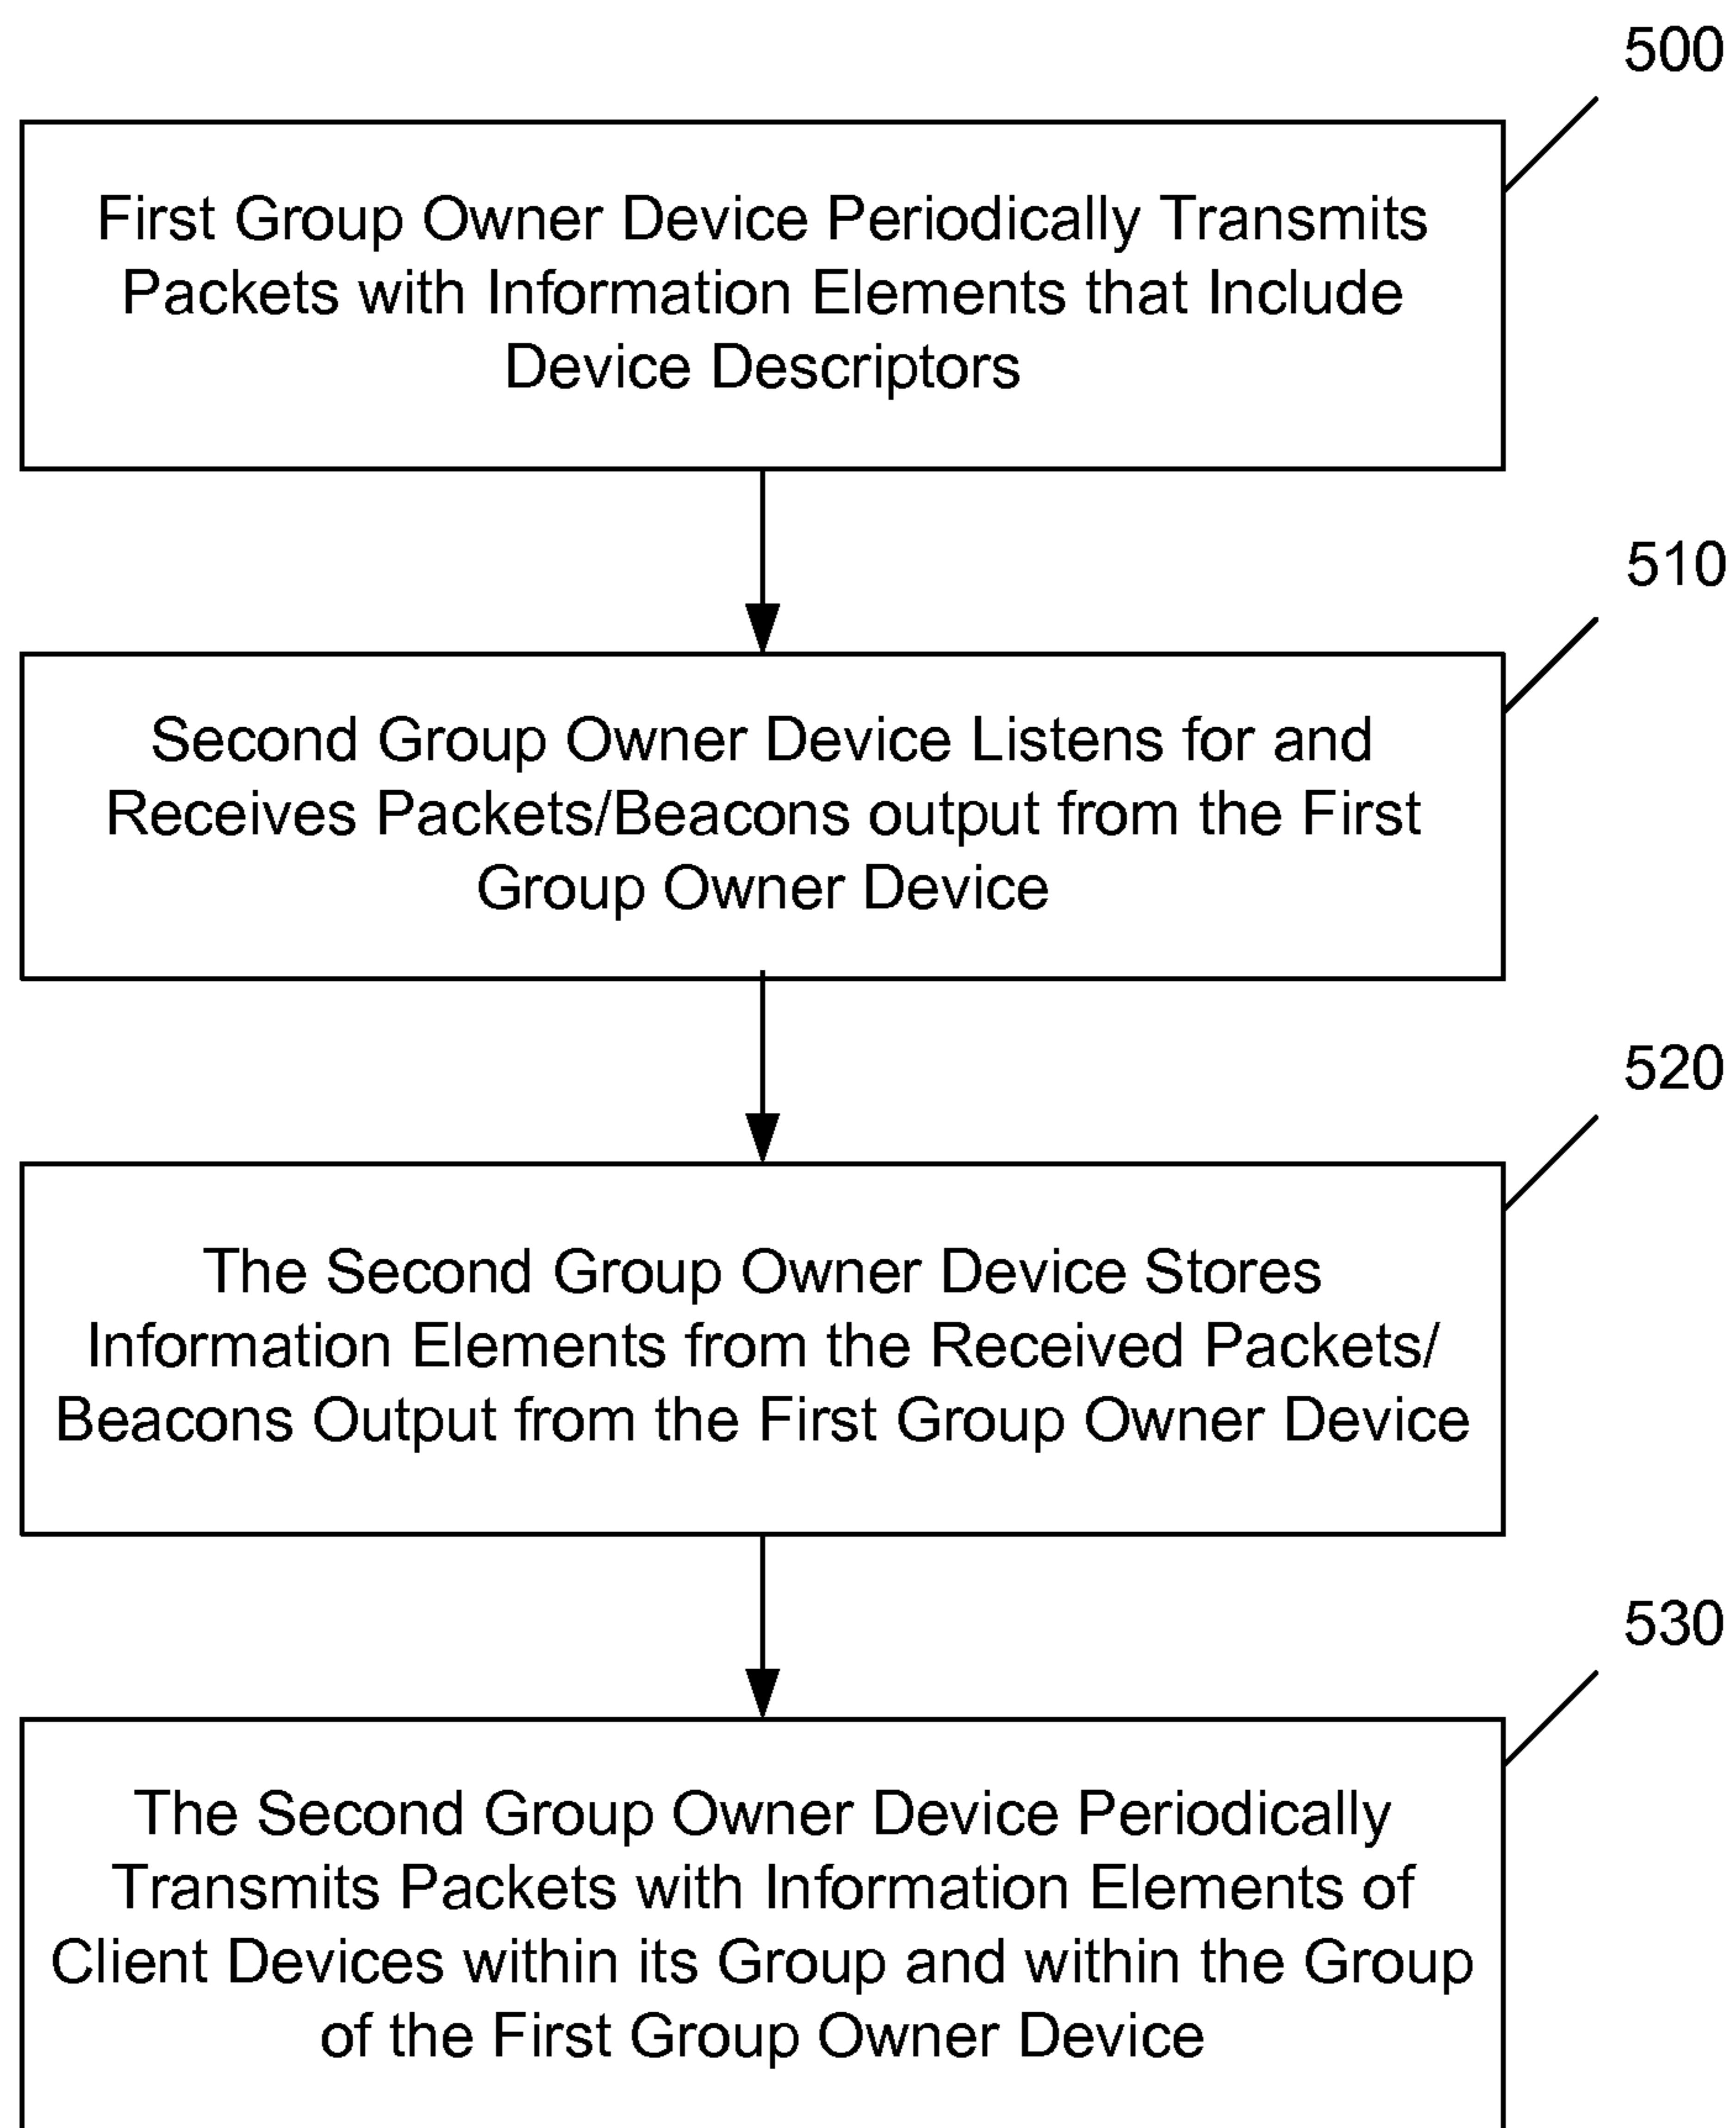 500
First Group Owner Device Periodically Transmits
Packets with Information Elements that Include
Device Descriptors
510
Second Group Owner Device Listens for and
Receives Packets/Beacons output from the First
Group Owner Device
520
The Second Group Owner Device Stores
Information Elements from the Received Packets/
Beacons Output from the First Group Owner Device
530
The Second Group Owner Device Periodically
Transmits Packets with Information Elements of
Client Devices within its Group and within the Group
of the First Group Owner Device